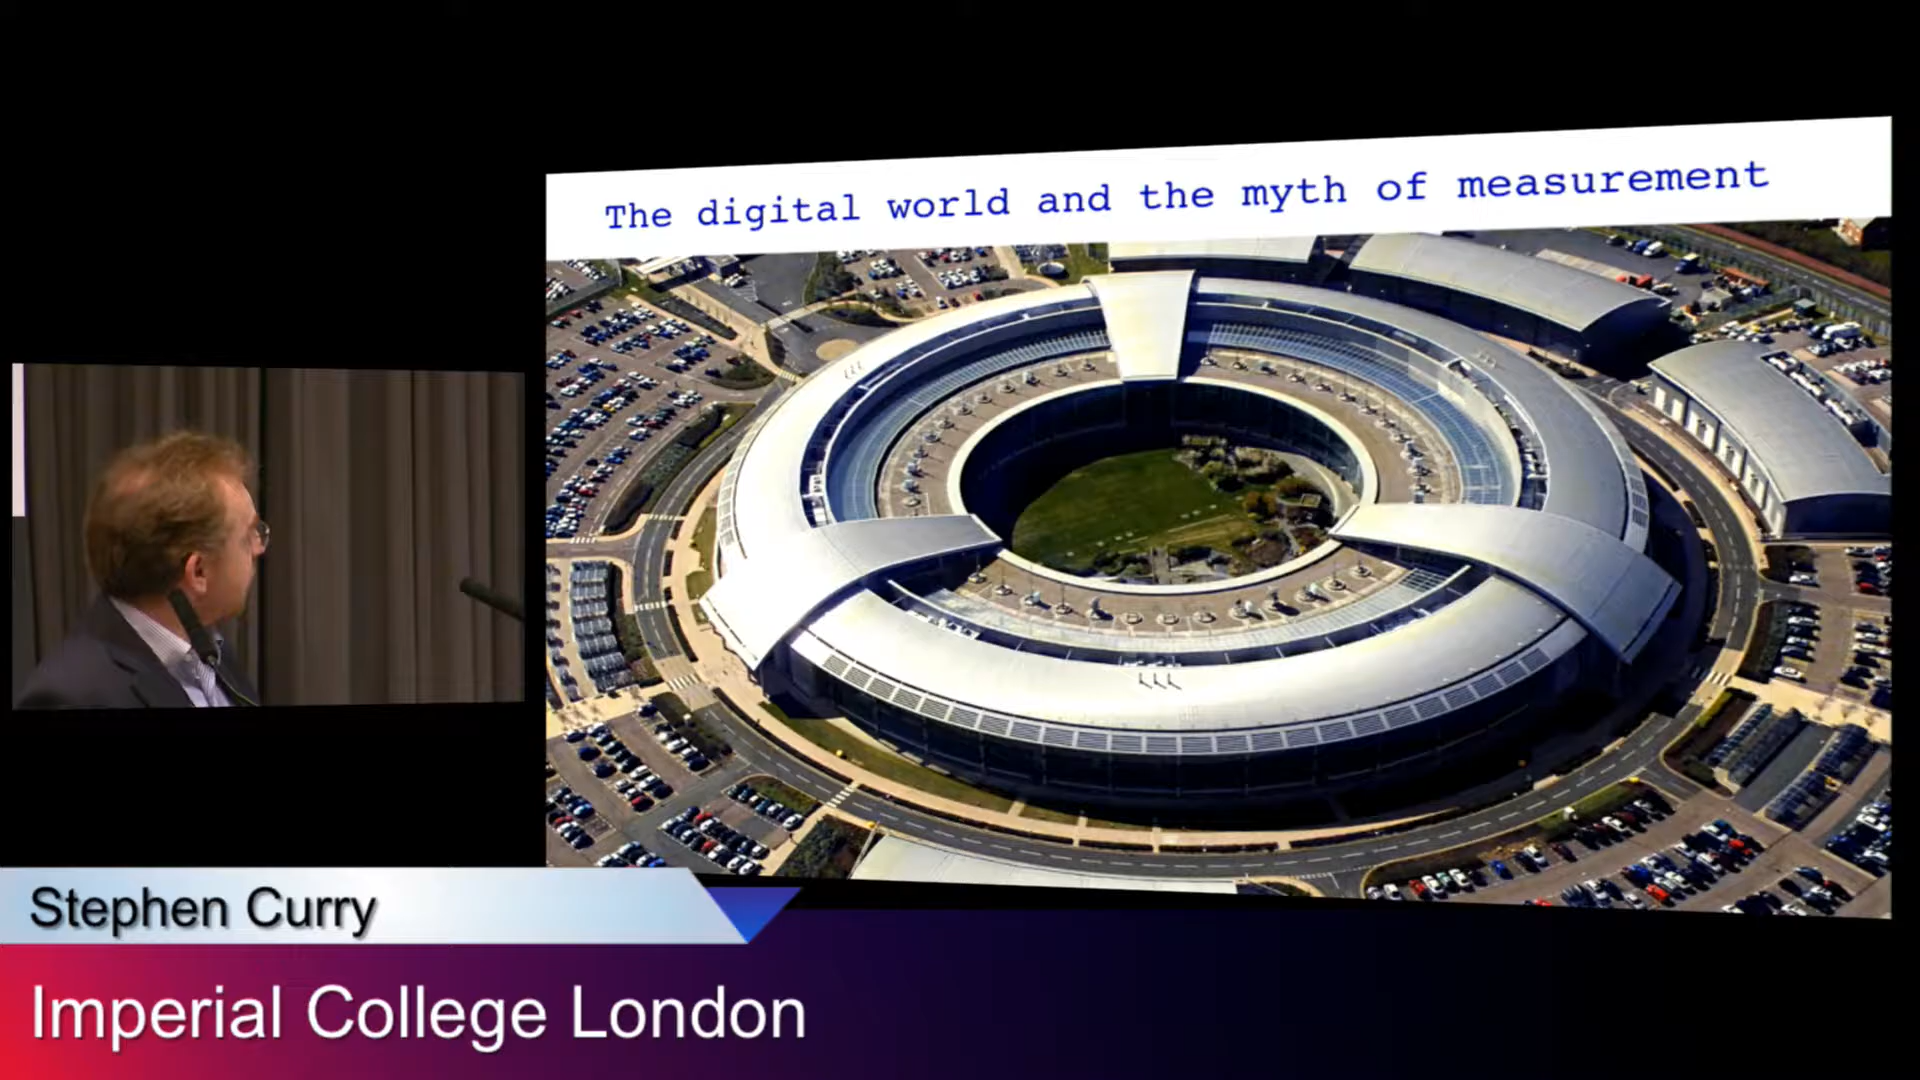 The digital world and the myth of measurement
Stephen Curry
Imperial College London